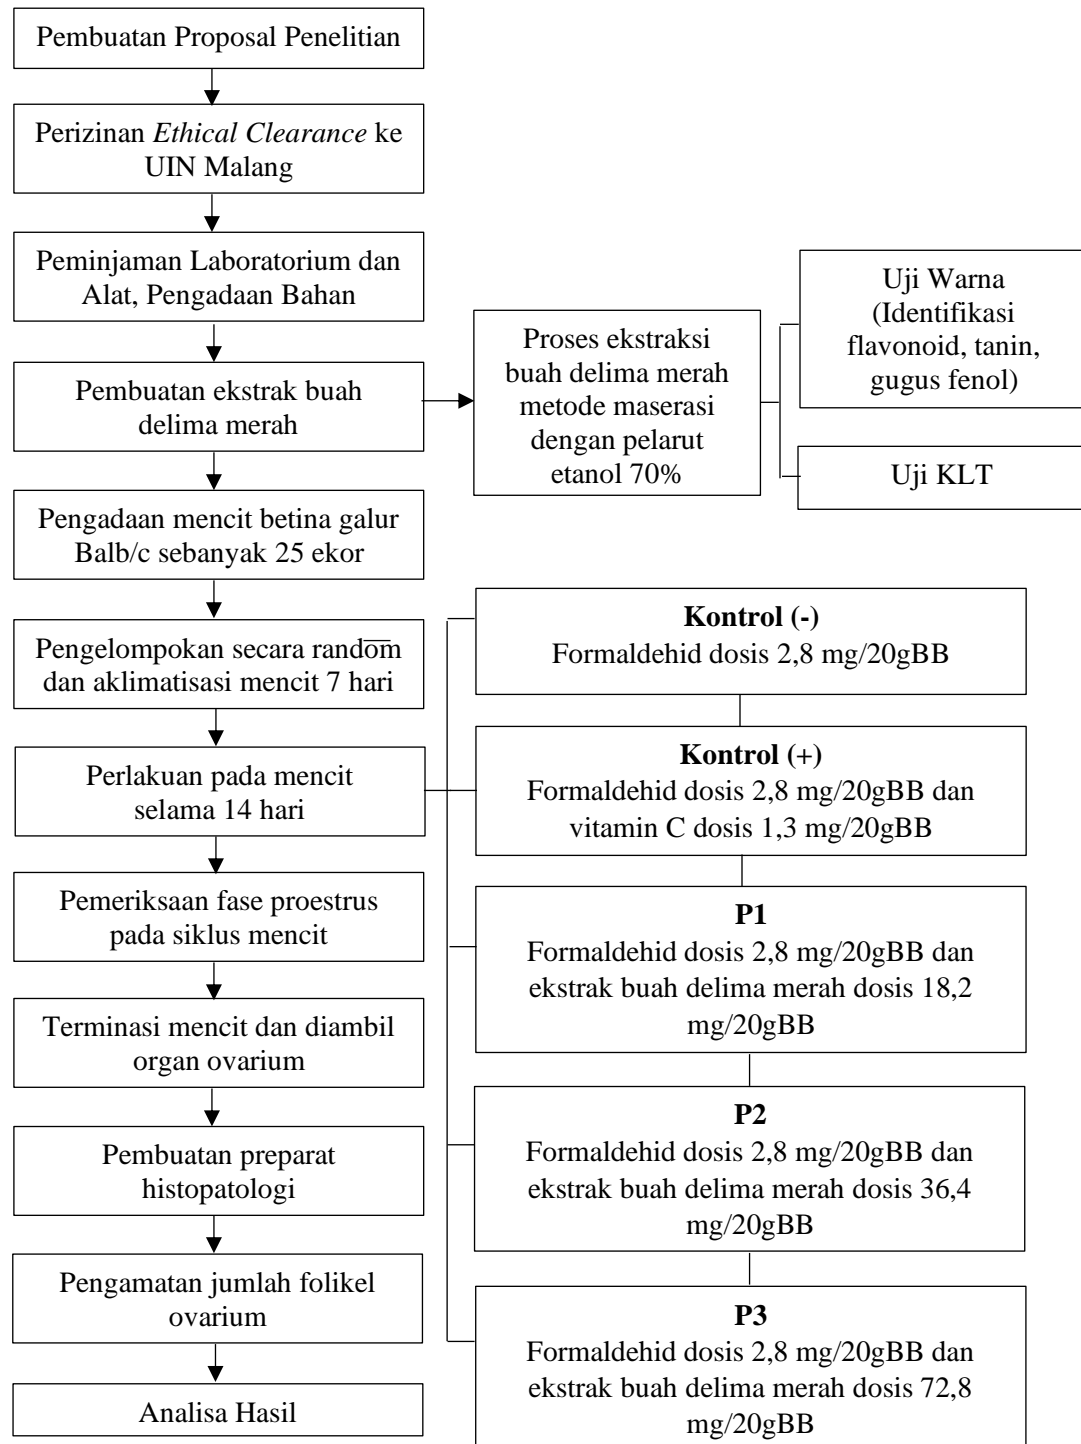 Pembuatan Proposal Penelitian
Perizinan Ethical Clearance ke
UIN Malang
Peminjaman Laboratorium dan
Alat, Pengadaan Bahan
Pembuatan ekstrak buah
delima merah
Proses ekstraksi
buah delima merah
metode maserasi
dengan pelarut
etanol 70%
Uji Warna
(Identifikasi
flavonoid, tanin,
gugus fenol)
Uji KLT
Pengadaan mencit betina galur
Balb/c sebanyak 25 ekor
Pengelompokan secara random
dan aklimatisasi mencit 7 hari
Perlakuan pada mencit
selama 14 hari
Kontrol (-)
Formaldehid dosis 2,8 mg/20gBB
Kontrol (+)
Formaldehid dosis 2,8 mg/20gBB dan
vitamin C dosis 1,3 mg/20gBB
P1
Formaldehid dosis 2,8 mg/20gBB dan
ekstrak buah delima merah dosis 18,2
mg/20gBB
P2
Formaldehid dosis 2,8 mg/20gBB dan
ekstrak buah delima merah dosis 36,4
mg/20gBB
P3
Formaldehid dosis 2,8 mg/20gBB dan
ekstrak buah delima merah dosis 72,8
mg/20gBB
Pemeriksaan fase proestrus
pada siklus mencit
Terminasi mencit dan diambil
organ ovarium
Pembuatan preparat
histopatologi
Pengamatan jumlah folikel
ovarium
Analisa Hasil